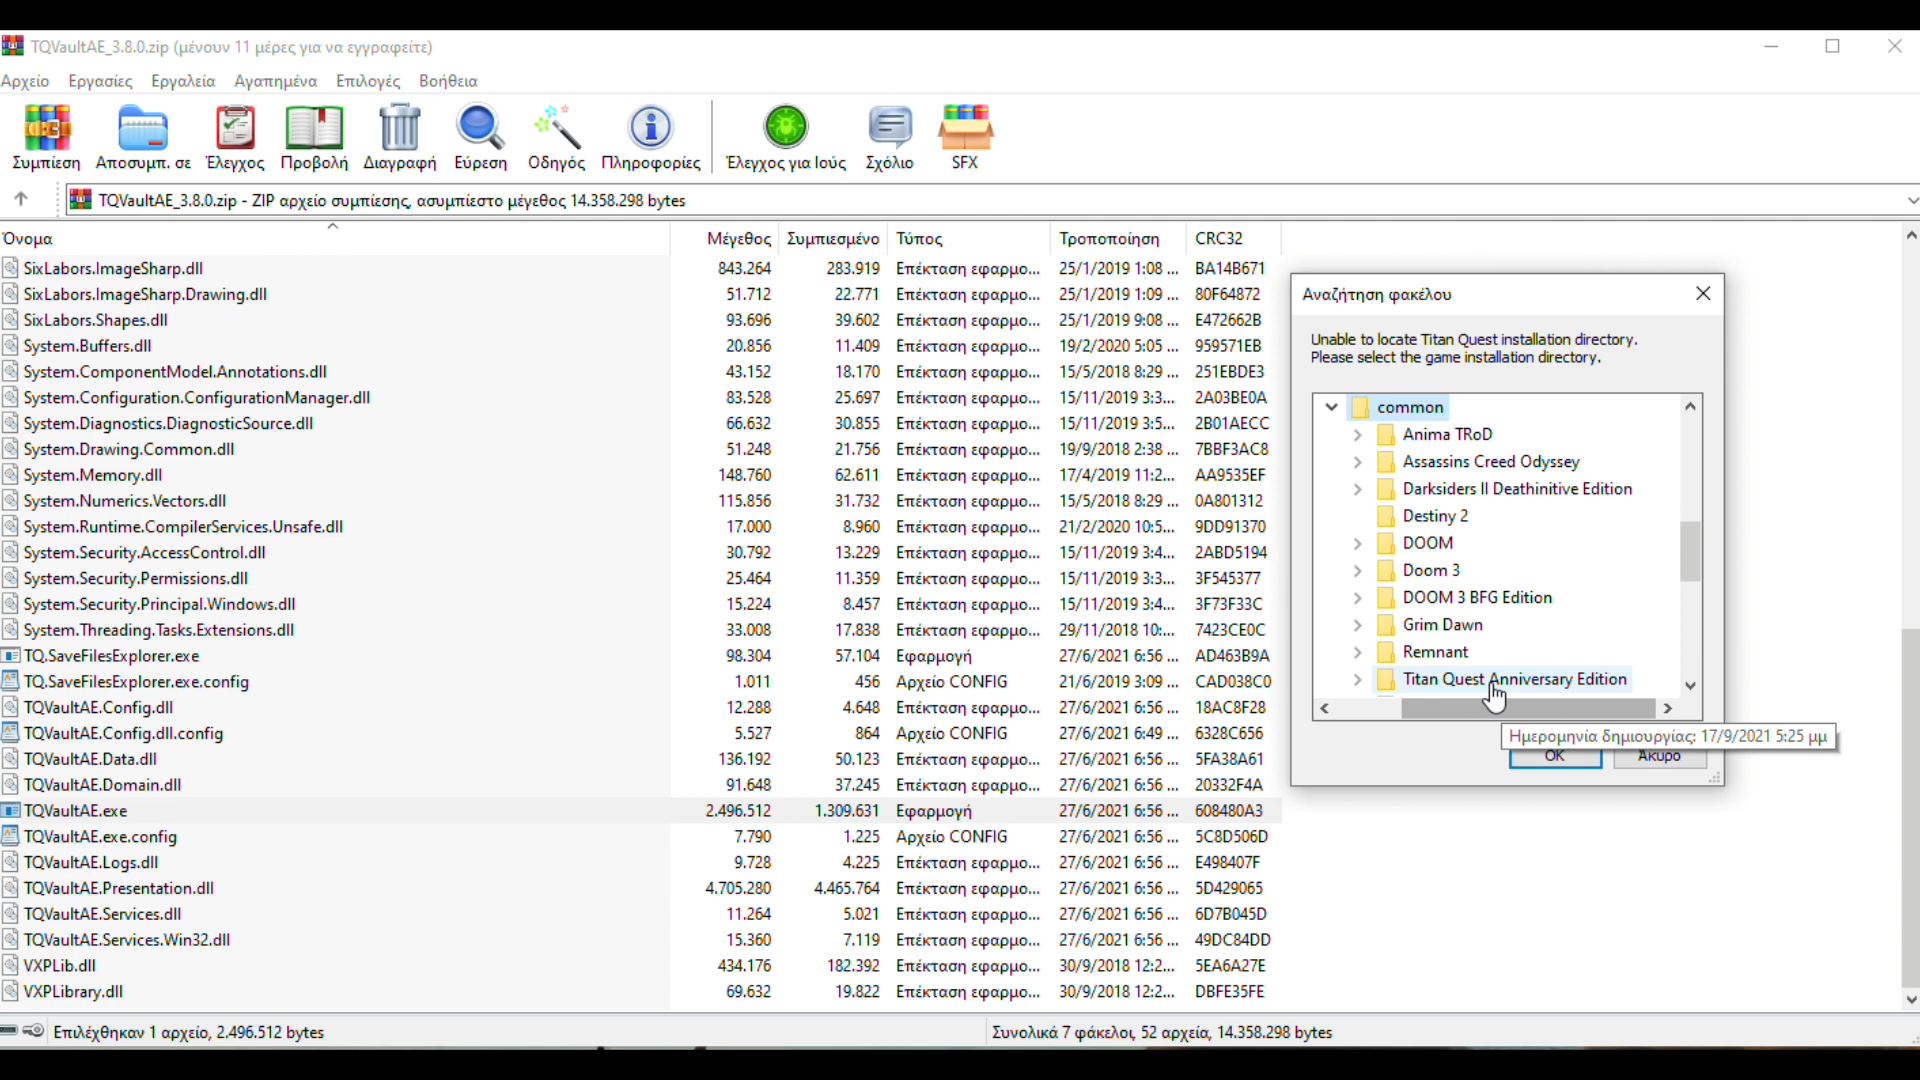 TQVaultAE_3.8.0.zip (μένουν 11 μέρες για να εγγραφείτε)
Αρχείο Εργασίες Εργαλεία Αγαπημένα Επιλογές Βοήθεια
Συμπίεση Αποσυμπ. σε Έλεγχος Προβολή Διαγραφή Εύρεση Οδηγός Πληροφορίες Έλεγχος για Ιούς Σχόλιο SFX
TQVaultAE_3.8.0.zip - ZIP αρχείο συμπίεσης, ασυμπίεστο μέγεθος 14.358.298 bytes
Όνομα Μέγεθος Συμπιεσμένο Τύπος Τροποποίηση CRC32
SixLabors.ImageSharp.dll 843.264 283.919 Επέκταση εφαρμο... 25/1/2019 1:08 ... BA14B671
SixLabors.ImageSharp.Drawing.dll 51.712 22.771 Επέκταση εφαρμο... 25/1/2019 1:09 ... 80F64872
SixLabors.Shapes.dll 93.696 39.602 Επέκταση εφαρμο... 25/1/2019 9:08 ... E472662B
System.Buffers.dll 20.856 11.409 Επέκταση εφαρμο... 19/2/2020 5:05 ... 959571EB
System.ComponentModel.Annotations.dll 43.152 18.170 Επέκταση εφαρμο... 15/5/2018 8:29 ... 251EBDE3
System.Configuration.ConfigurationManager.dll 83.528 25.697 Επέκταση εφαρμο... 15/11/2019 3:3... 2A03BE0A
System.Diagnostics.DiagnosticSource.dll 66.632 30.855 Επέκταση εφαρμο... 15/11/2019 3:5... 2B01AECC
System.Drawing.Common.dll 51.248 21.756 Επέκταση εφαρμο... 19/9/2018 2:38 ... 7BBF3AC8
System.Memory.dll 148.760 62.611 Επέκταση εφαρμο... 17/4/2019 11:2... AA9535EF
System.Numerics.Vectors.dll 115.856 31.732 Επέκταση εφαρμο... 15/5/2018 8:29 ... 0A801312
System.Runtime.CompilerServices.Unsafe.dll 17.000 8.960 Επέκταση εφαρμο... 21/2/2020 10:5... 9DD91370
System.Security.AccessControl.dll 30.792 13.229 Επέκταση εφαρμο... 15/11/2019 3:4... 2ABD5194
System.Security.Permissions.dll 25.464 11.359 Επέκταση εφαρμο... 15/11/2019 3:3... 3F545377
System.Security.Principal.Windows.dll 15.224 8.457 Επέκταση εφαρμο... 15/11/2019 3:4... 3F73F33C
System.Threading.Tasks.Extensions.dll 33.008 17.838 Επέκταση εφαρμο... 29/11/2018 10:... 7423CE0C
TQ.SaveFilesExplorer.exe 98.304 57.104 Εφαρμογή 27/6/2021 6:56 ... AD463B9A
TQ.SaveFilesExplorer.exe.config 1.011 456 Αρχείο CONFIG 21/6/2019 3:09 ... CAD038C0
TQVaultAE.Config.dll 12.288 4.648 Επέκταση εφαρμο... 27/6/2021 6:56 ... 18AC8F28
TQVaultAE.Config.dll.config 5.527 864 Αρχείο CONFIG 27/6/2021 6:49 ... 6328C656
TQVaultAE.Data.dll 136.192 50.123 Επέκταση εφαρμο... 27/6/2021 6:56 ... 5FA38A61
TQVaultAE.Domain.dll 91.648 37.245 Επέκταση εφαρμο... 27/6/2021 6:56 ... 20332F4A
TQVaultAE.exe 2.496.512 1.309.631 Εφαρμογή 27/6/2021 6:56 ... 608480A3
TQVaultAE.exe.config 7.790 1.225 Αρχείο CONFIG 27/6/2021 6:56 ... 5C8D506D
TQVaultAE.Logs.dll 9.728 4.225 Επέκταση εφαρμο... 27/6/2021 6:56 ... E498407F
TQVaultAE.Presentation.dll 4.705.280 4.465.764 Επέκταση εφαρμο... 27/6/2021 6:56 ... 5D429065
TQVaultAE.Services.dll 11.264 5.021 Επέκταση εφαρμο... 27/6/2021 6:56 ... 6D7B045D
TQVaultAE.Services.Win32.dll 15.360 7.119 Επέκταση εφαρμο... 27/6/2021 6:56 ... 49DC84DD
VXPLib.dll 434.176 182.392 Επέκταση εφαρμο... 30/9/2018 12:2... 5EA6A27E
VXPLibrary.dll 69.632 19.822 Επέκταση εφαρμο... 30/9/2018 12:2... DBFE35FE
Αναζήτηση φακέλου
Unable to locate Titan Quest installation directory.
Please select the game installation directory.
common
Anima TRoD
Assassins Creed Odyssey
Darksiders II Deathinitive Edition
Destiny 2
DOOM
Doom 3
DOOM 3 BFG Edition
Grim Dawn
Remnant
Titan Quest Anniversary Edition
Ημερομηνία δημιουργίας: 17/9/2021 5:25 μμ
OK Άκυρο
Επιλέχθηκαν 1 αρχείο, 2.496.512 bytes
Συνολικά 7 φάκελοι, 52 αρχεία, 14.358.298 bytes